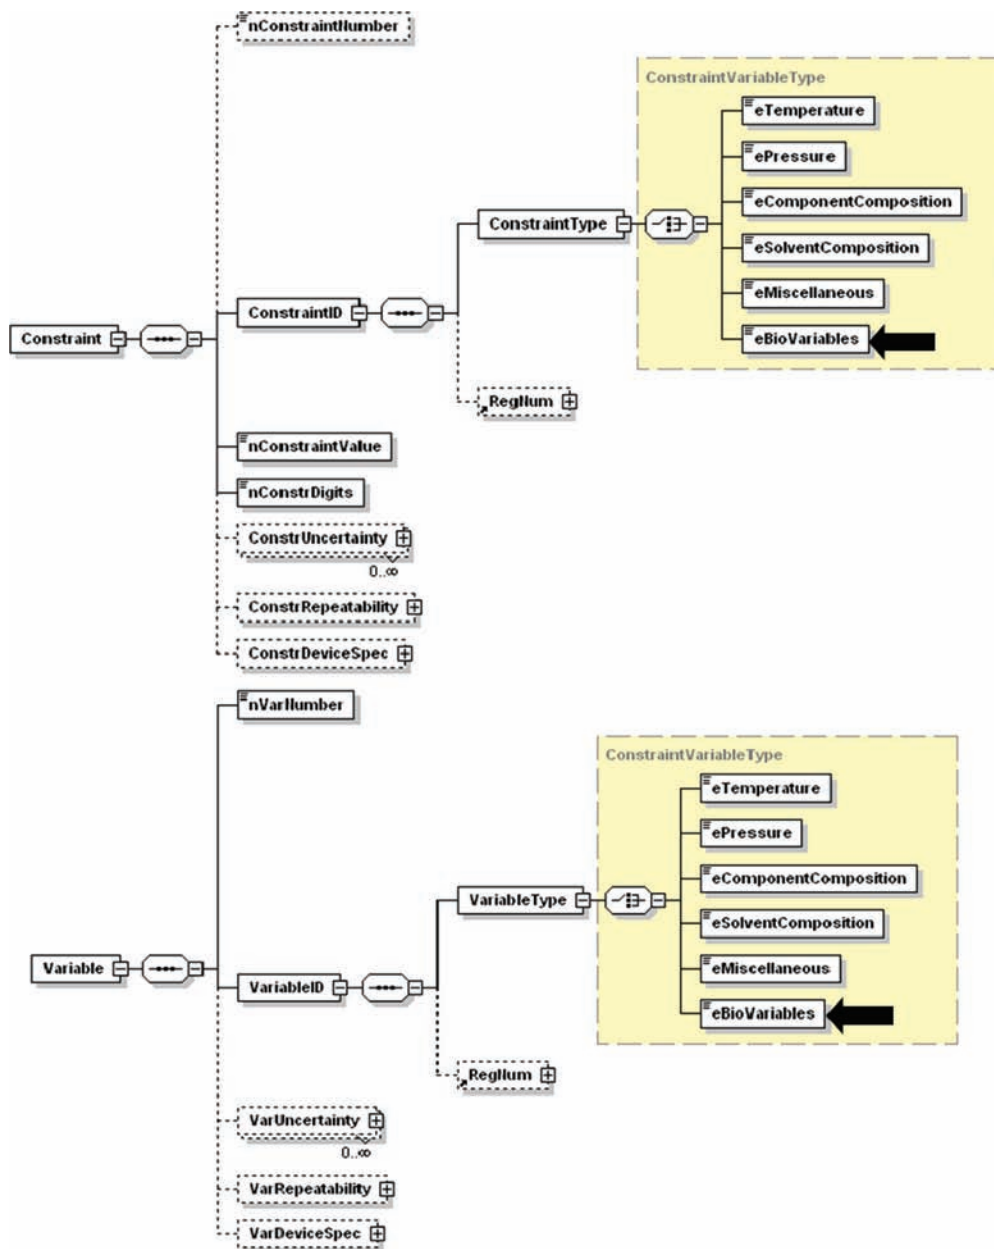 nConstraintNumber
ConstraintVariableType
eTemperature
ePressure
eComponentComposition
ConstraintType
eSolventComposition
eMiscellaneous
ConstraintID
Constraint
eBioVariables
RegNum
nConstraintValue
nConstrDigits
ConstrUncertainty
0..∞
ConstrRepeatability
ConstrDeviceSpec
nVarNumber
ConstraintVariableType
eTemperature
ePressure
eComponentComposition
VariableType
eSolventComposition
Variable
eMiscellaneous
VariableID
eBioVariables
RegNum
VarUncertainty
0..∞
VarRepeatability
VarDeviceSpec